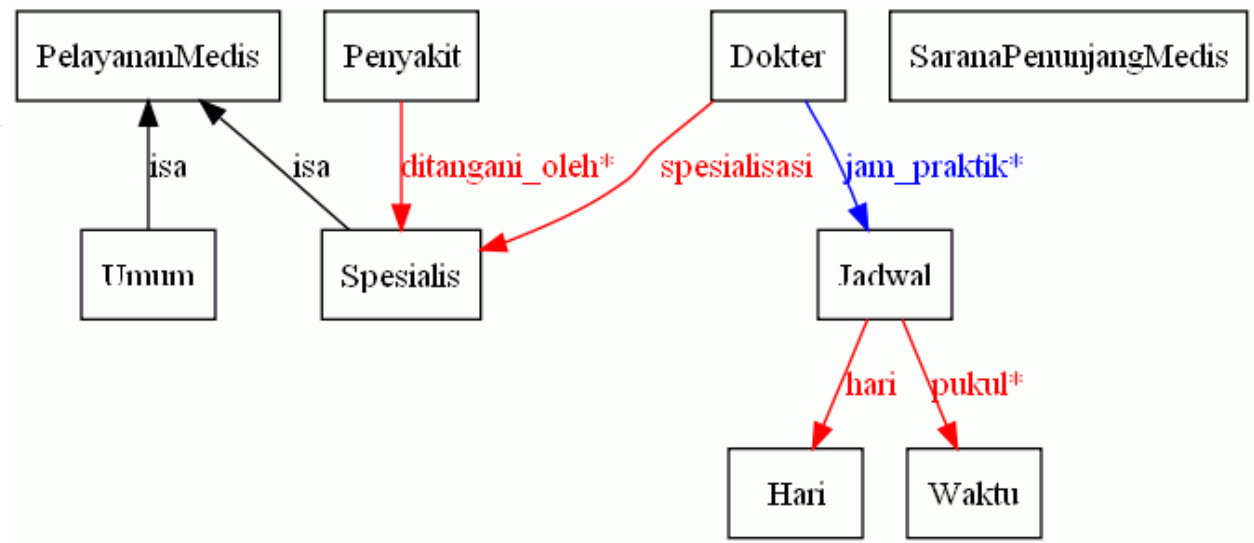 PelayananMedis
Penyakit
Dokter
SaranaPenunjangMedis
isa
isa
ditangani_oleh*
spesialisasi
jam_praktik*
Umum
Spesialis
Jadwal
hari
pukul*
Hari
Waktu